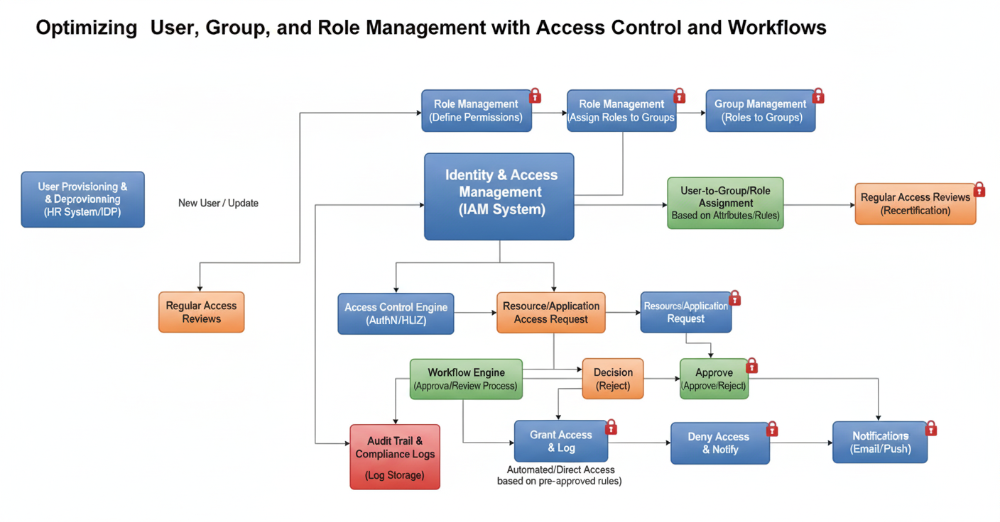 Optimizing User, Group, and Role Management with Access Control and Workflows
Role Management
(Define Permissions)
Role Management
(Assign Roles to Groups
Group Management
(Roles to Groups)
User Provisioning &
& Deprovionning
(HR System/IDP)
New User / Update
Identity & Access
Management
(IAM System)
User-to-Group/Role
Assignment
Based on Attributes/Rules)
Regular Access Reviews
(Recertification)
Regular Access
Reviews
Access Control Engine
(AuthN/HUZ)
Resource/Application
Access Request
Resourcs/Application
Request
Workflow Engine
(Approva/Review Process)
Decision
(Reject)
Approve
(Approve/Reject)
Audit Trail &
Compliance Logs
(Log Storage)
Grant Access
& Log
Automated/Direct Access
based on pre-approved rules)
Deny Access
& Notify
Notifications
(Email/Push)